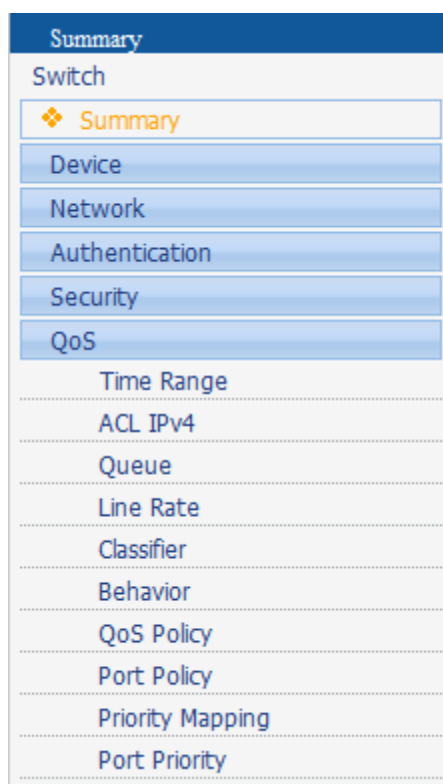 Summary
Switch
Summary
Device
Network
Authentication
Security
QoS
Time Range
ACL IPv4
Queue
Line Rate
Classifier
Behavior
QoS Policy
Port Policy
Priority Mapping
Port Priority